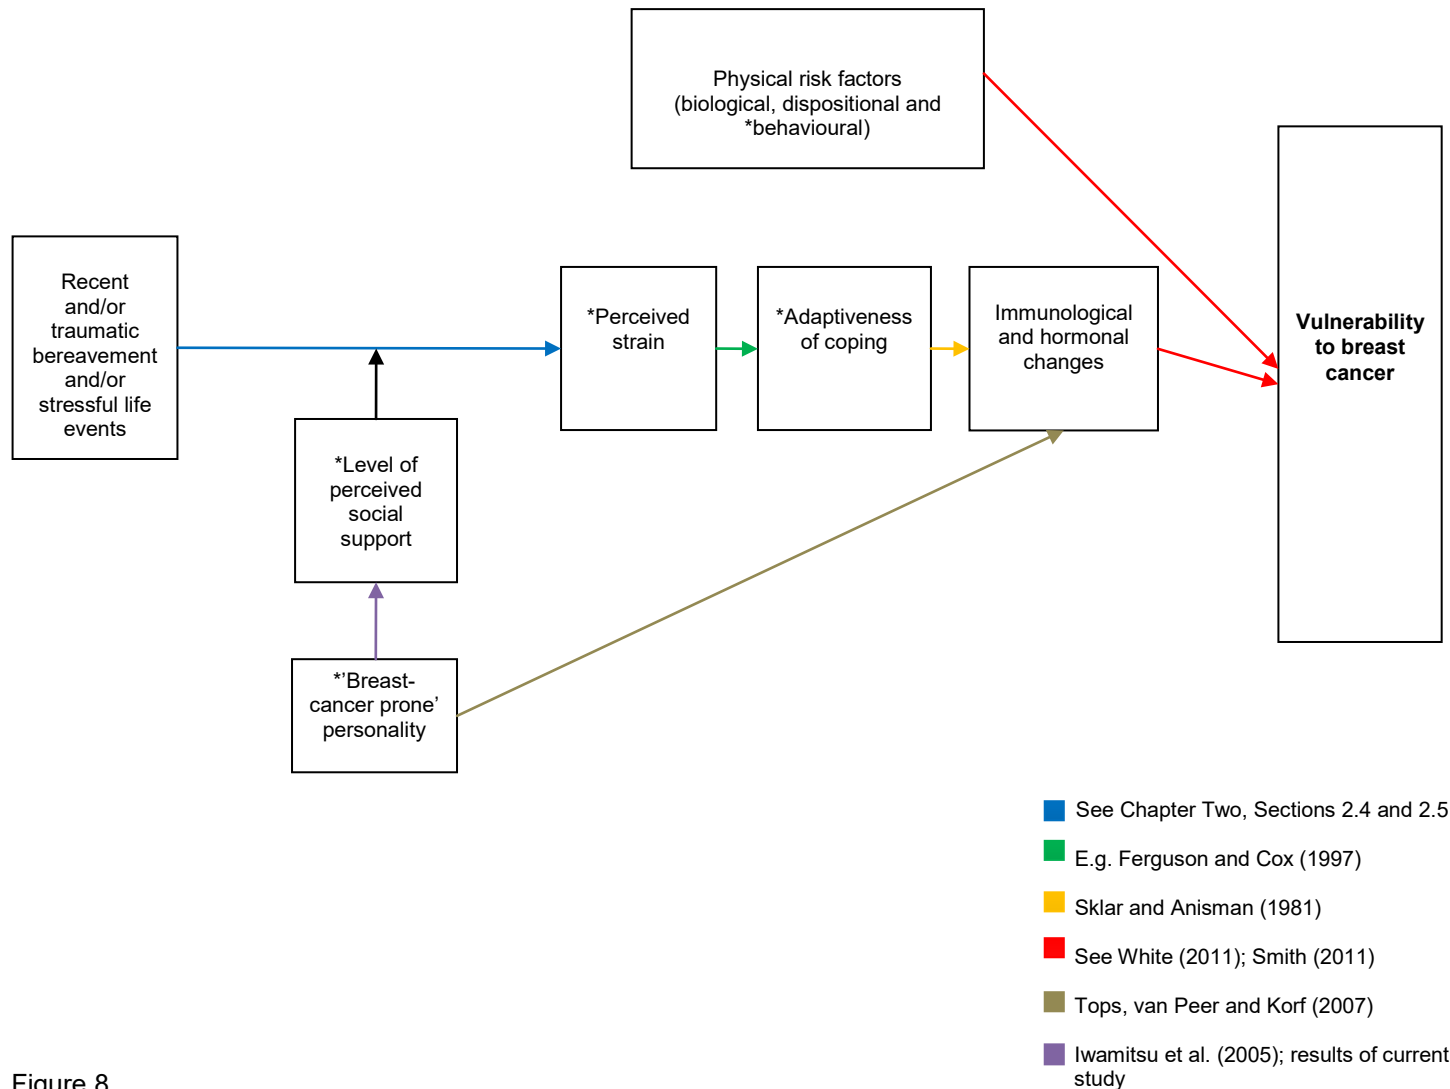 Physical risk factors
(biological, dispositional and
*behavioural)
Recent
and/or
traumatic
bereavement
and/or
stressful life
events
*Perceived
strain
*Adaptiveness
of coping
Immunological
and hormonal
changes
Vulnerability
to breast
cancer
*Level of
perceived
social
support
*’Breast-
cancer prone’
personality
See Chapter Two, Sections 2.4 and 2.5
E.g. Ferguson and Cox (1997)
Sklar and Anisman (1981)
See White (2011); Smith (2011)
Tops, van Peer and Korf (2007)
Iwamitsu et al. (2005); results of current
study
Figure 8